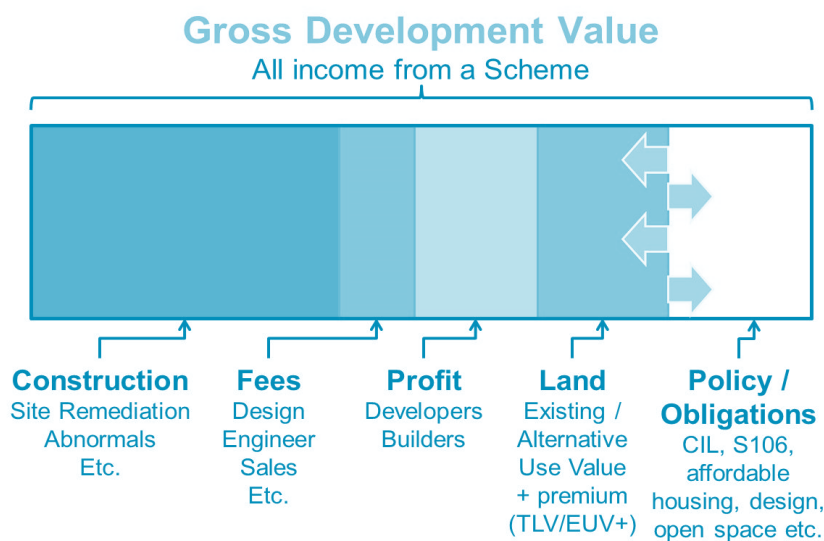 Gross Development Value
All income from a Scheme
Construction
Site Remediation
Abnormals
Etc.
Fees
Design
Engineer
Sales
Etc.
Profit
Developers
Builders
Land
Existing /
Alternative
Use Value
+ premium
(TLV/EUV+)
Policy /
Obligations
CIL, S106,
affordable
housing, design,
open space etc.